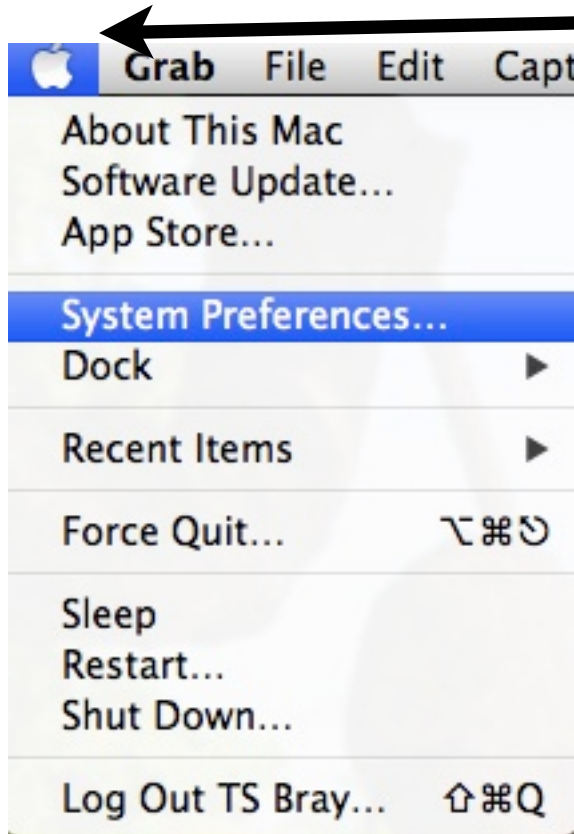 Grab File Edit Capt
About This Mac
Software Update...
App Store...
System Preferences...
Dock ▶
Recent Items ▶
Force Quit... ⌥⌘⎋
Sleep
Restart...
Shut Down...
Log Out TS Bray... ⇧⌘Q